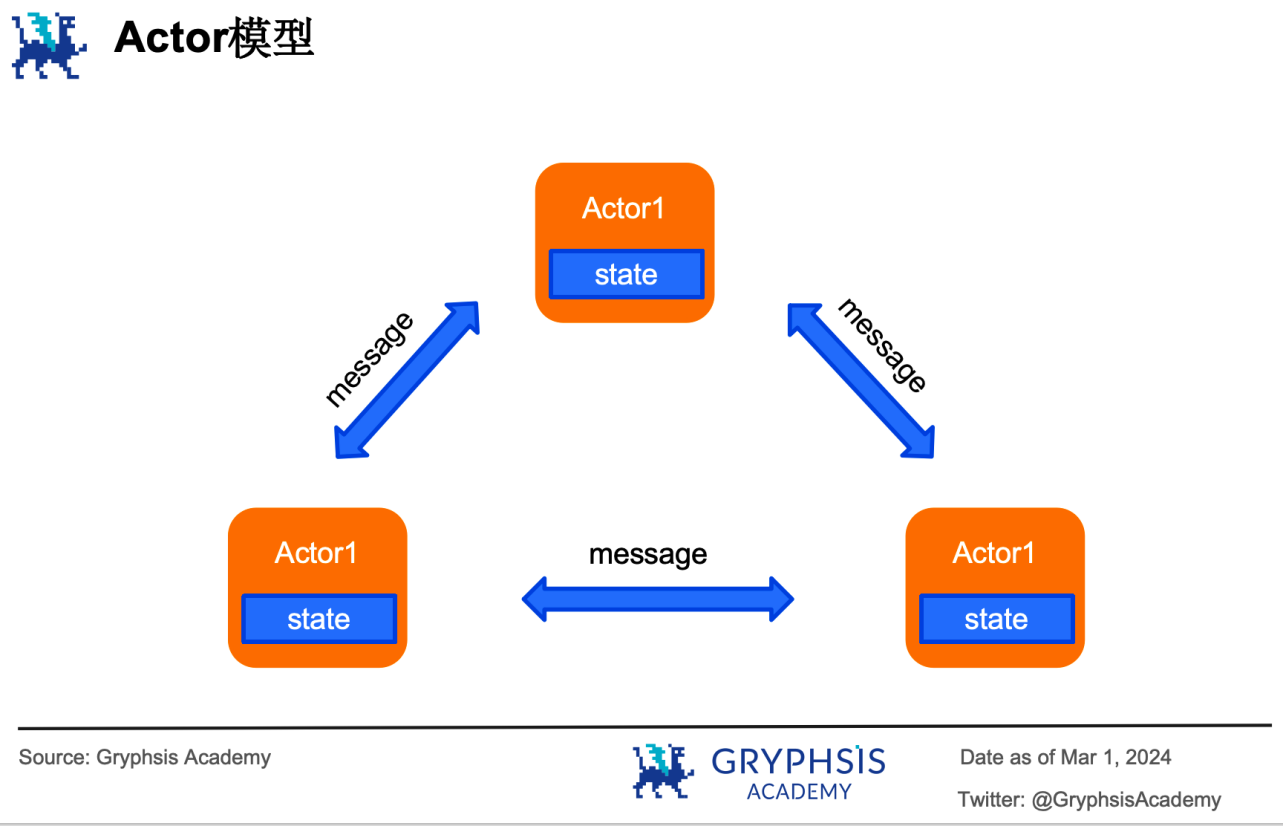 Actor模型
Actor1
state
message
message
Actor1
state
message
Actor1
state
Source: Gryphsis Academy
GRYPHSIS
ACADEMY
Date as of Mar 1, 2024
Twitter: @GryphsisAcademy